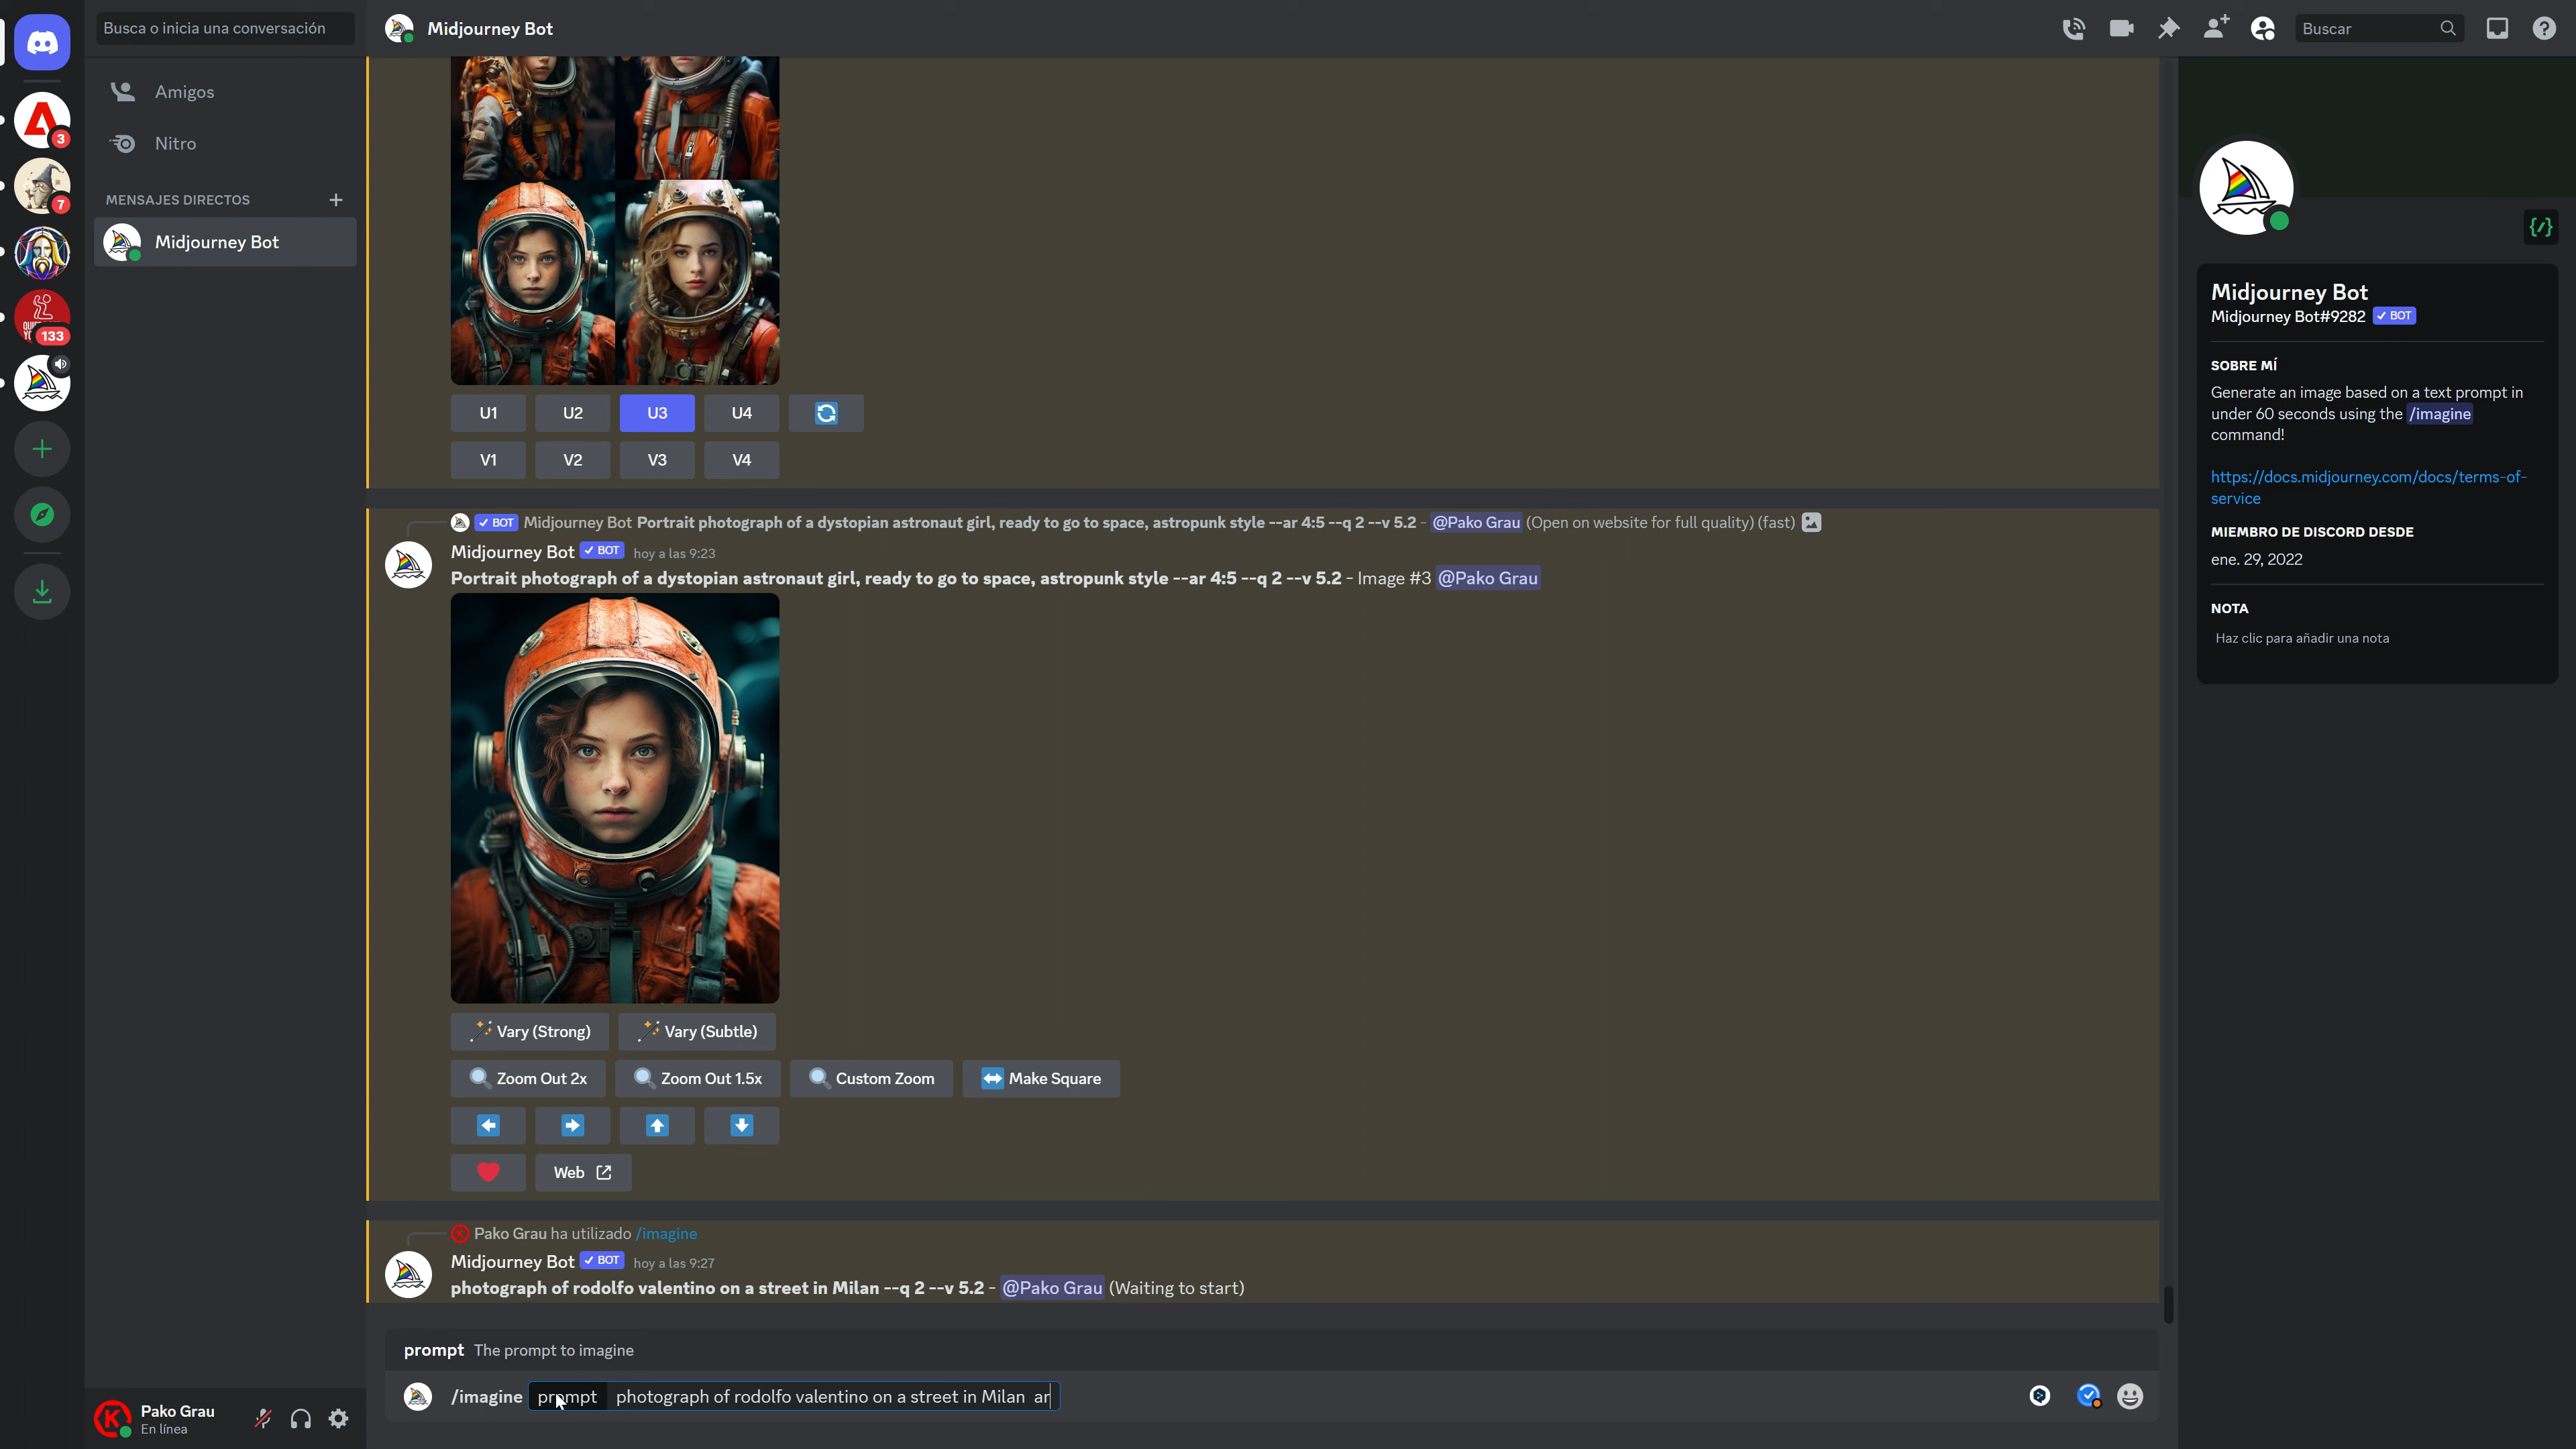 Busca o inicia una conversación
Midjourney Bot
Buscar
Amigos
Nitro
MENSAJES DIRECTOS
Midjourney Bot
3
7
133
U1 U2 U3 U4
V1 V2 V3 V4
✓ BOT Midjourney Bot Portrait photograph of a dystopian astronaut girl, ready to go to space, astropunk style --ar 4:5 --q 2 --v 5.2 - @Pako Grau (Open on website for full quality) (fast)
Midjourney Bot ✓ BOT hoy a las 9:23
Portrait photograph of a dystopian astronaut girl, ready to go to space, astropunk style --ar 4:5 --q 2 --v 5.2 - Image #3 @Pako Grau
Vary (Strong) Vary (Subtle)
Zoom Out 2x Zoom Out 1.5x Custom Zoom Make Square
Web
Pako Grau ha utilizado /imagine
Midjourney Bot ✓ BOT hoy a las 9:27
photograph of rodolfo valentino on a street in Milan --q 2 --v 5.2 - @Pako Grau (Waiting to start)
prompt The prompt to imagine
/imagine prompt photograph of rodolfo valentino on a street in Milan ar
Pako Grau
En línea
Midjourney Bot
Midjourney Bot#9282 ✓ BOT
SOBRE MÍ
Generate an image based on a text prompt in
under 60 seconds using the /imagine
command!
https://docs.midjourney.com/docs/terms-of-
service
MIEMBRO DE DISCORD DESDE
ene. 29, 2022
NOTA
Haz clic para añadir una nota